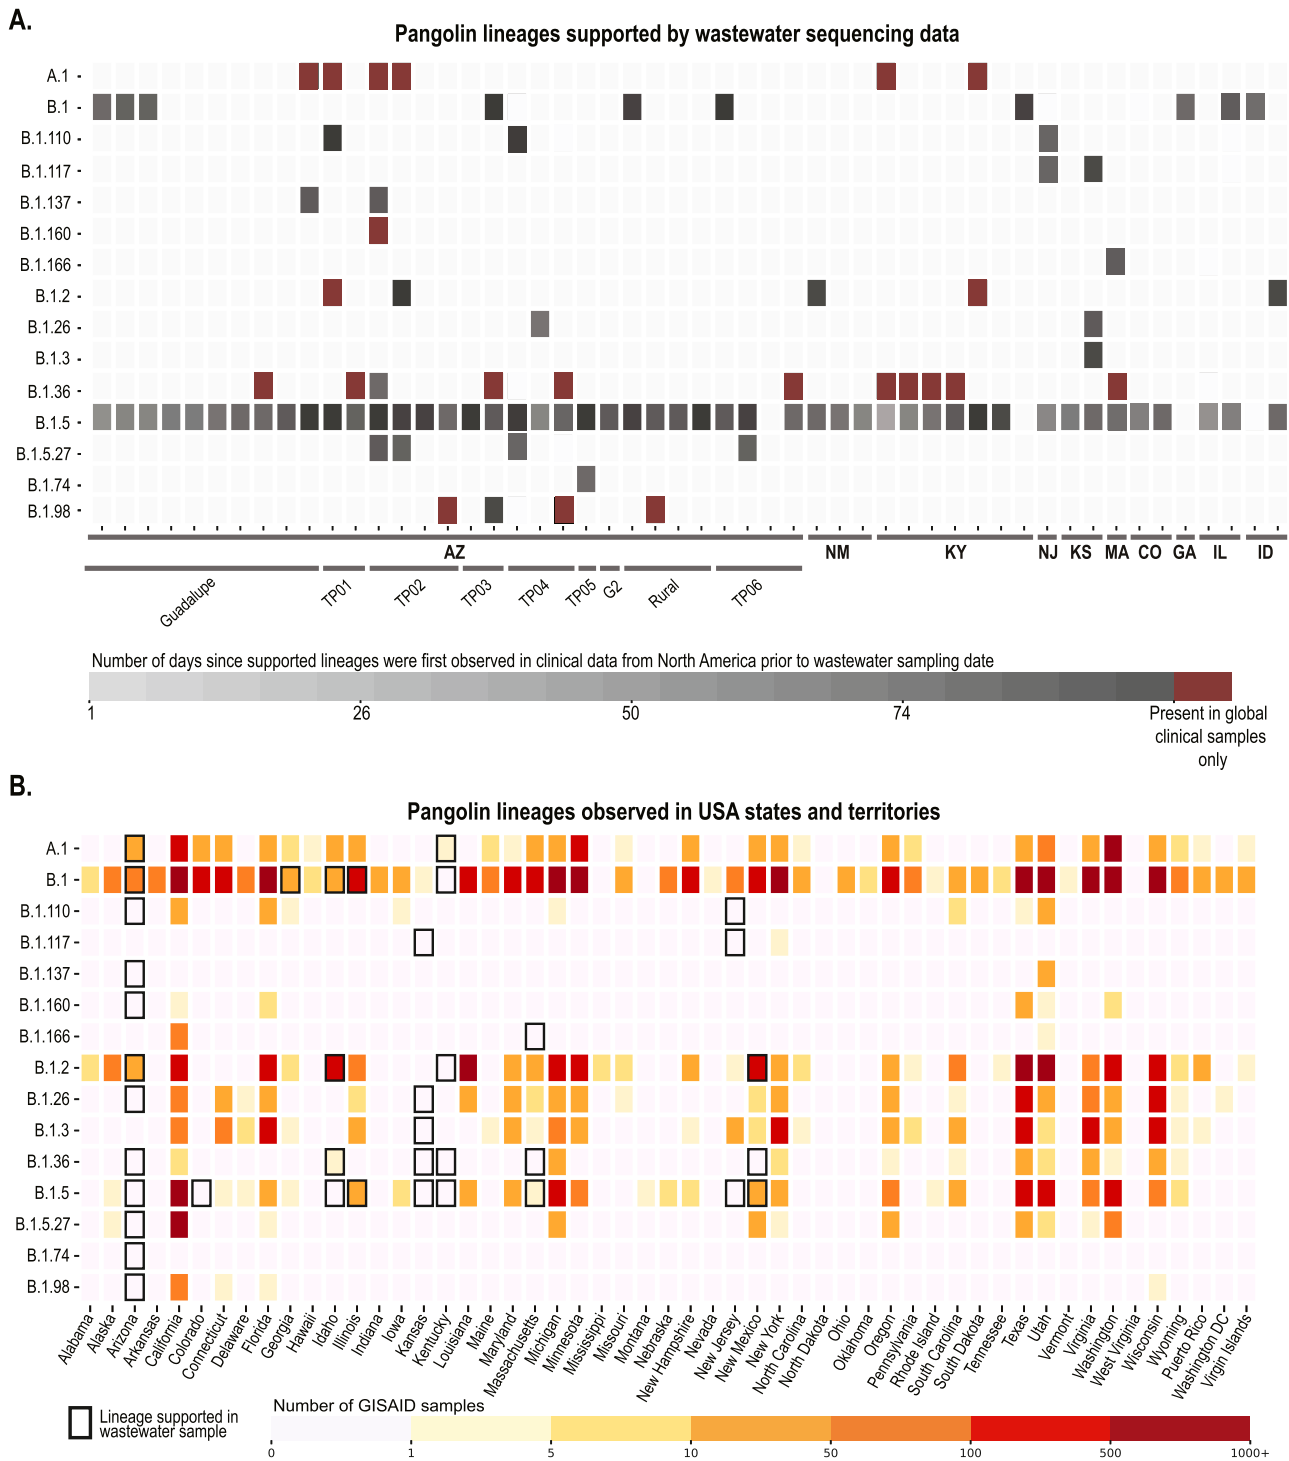 A.
Pangolin lineages supported by wastewater sequencing data
A.1
B.1
B.1.110
B.1.117
B.1.137
B.1.160
B.1.166
B.1.2
B.1.26
B.1.3
B.1.36
B.1.5
B.1.5.27
B.1.74
B.1.98
AZ NM KY NJ KS MA CO GA IL ID
Guadalupe TP01 TP02 TP03 TP04 TP05 G2 Rural TP06
Number of days since supported lineages were first observed in clinical data from North America prior to wastewater sampling date
1 26 50 74 Present in global
clinical samples
only
B.
Pangolin lineages observed in USA states and territories
A.1
B.1
B.1.110
B.1.117
B.1.137
B.1.160
B.1.166
B.1.2
B.1.26
B.1.3
B.1.36
B.1.5
B.1.5.27
B.1.74
B.1.98
Alabama
Alaska
Arizona
Arkansas
California
Colorado
Connecticut
Delaware
Florida
Georgia
Hawaii
Idaho
Illinois
Indiana
Iowa
Kansas
Kentucky
Louisiana
Maine
Maryland
Massachusetts
Michigan
Minnesota
Mississippi
Missouri
Montana
Nebraska
New Hampshire
Nevada
New Jersey
New Mexico
New York
North Carolina
North Dakota
Ohio
Oklahoma
Oregon
Pennsylvania
Rhode Island
South Carolina
South Dakota
Tennessee
Texas
Utah
Vermont
Virginia
Washington
West Virginia
Wisconsin
Wyoming
Puerto Rico
Washington DC
Virgin Islands
Lineage supported in
wastewater sample
Number of GISAID samples
0 1 5 10 50 100 500 1000+